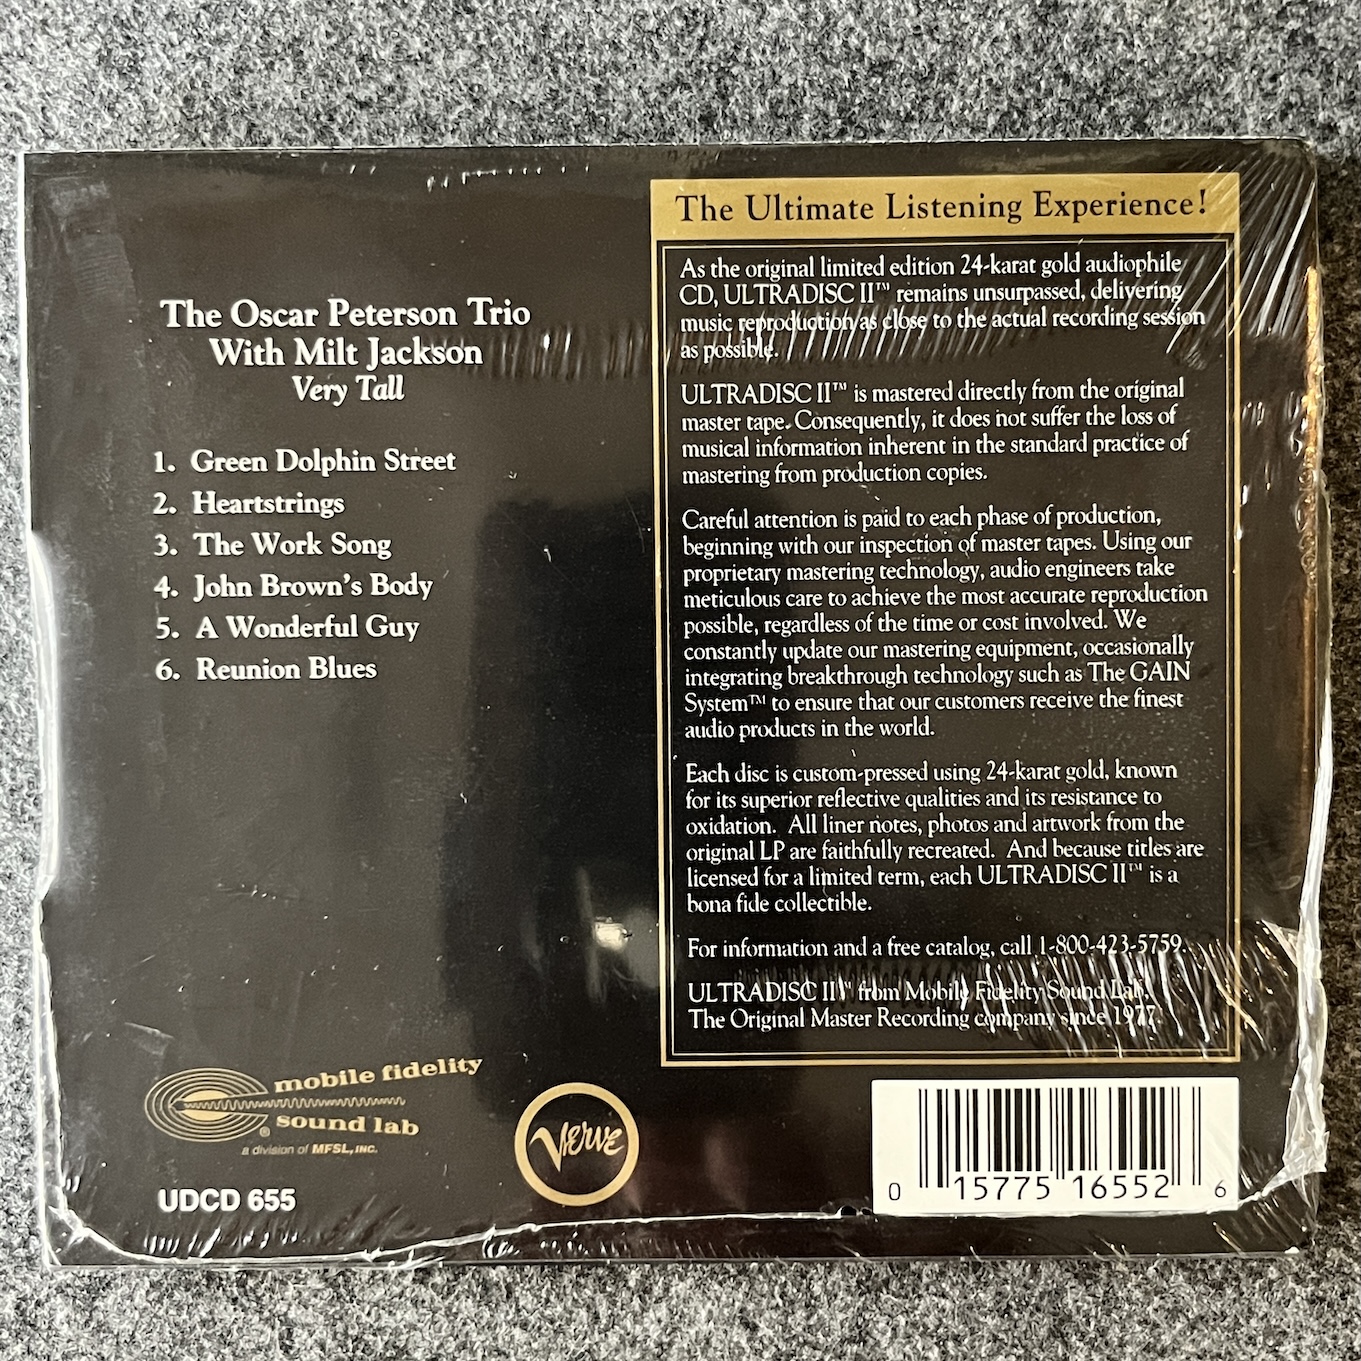 The Oscar Peterson Trio
With Milt Jackson
Very Tall
1. Green Dolphin Street
2. Heartstrings
3. The Work Song
4. John Brown's Body
5. A Wonderful Guy
6. Reunion Blues
The Ultimate Listening Experience!
As the original limited edition 24-karat gold audiophile
CD, ULTRADISC II™ remains unsurpassed, delivering
music reproduction as close to the actual recording session
as possible.
ULTRADISC II™ is mastered directly from the original
master tape. Consequently, it does not suffer the loss of
musical information inherent in the standard practice of
mastering from production copies.
Careful attention is paid to each phase of production,
beginning with our inspection of master tapes. Using our
proprietary mastering technology, audio engineers take
meticulous care to achieve the most accurate reproduction
possible, regardless of the time or cost involved. We
constantly update our mastering equipment, occasionally
integrating breakthrough technology such as The GAIN
System™ to ensure that our customers receive the finest
audio products in the world.
Each disc is custom-pressed using 24-karat gold, known
for its superior reflective qualities and its resistance to
oxidation. All liner notes, photos and artwork from the
original LP are faithfully recreated. And because titles are
licensed for a limited term, each ULTRADISC II™ is a
bona fide collectible.
For information and a free catalog, call 1-800-423-5759.
ULTRADISC II™ from Mobile Fidelity Sound Lab.
The Original Master Recording company since 1977.
mobile fidelity
sound lab
®
a division of MFSL, INC.
UDCD 655
Verve
0 15775 16552 6